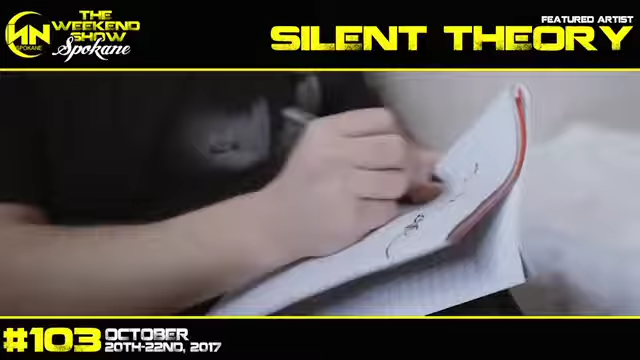 THE
WEEKEND
SHOW
Spokane
SPOKANE
FEATURED ARTIST
SILENT THEORY
#103
OCTOBER
20TH-22ND, 2017